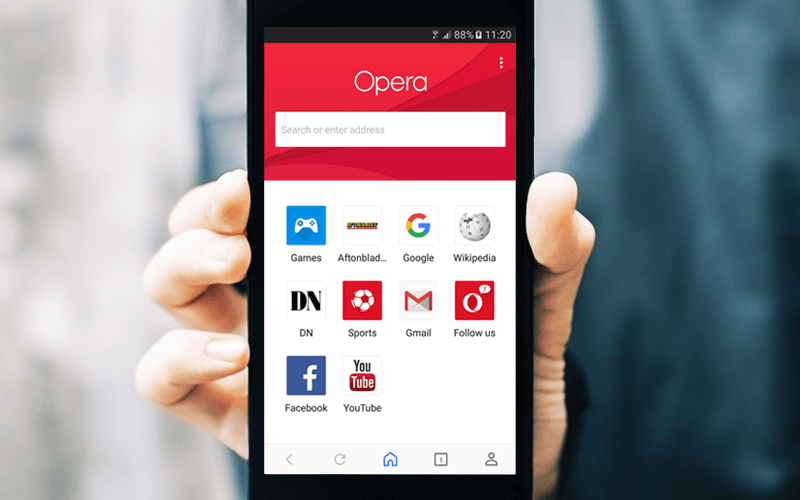 88% 11:20
Opera
Search or enter address
Games Aftonblad... Google Wikipedia
DN
DN Sports Gmail Follow us
You
Tube
Facebook YouTube
1